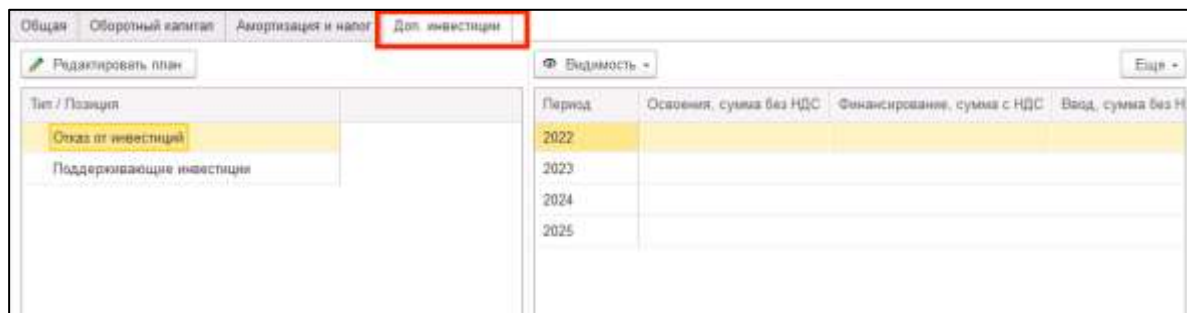 Общая Оборотный капитал Амортизация и налог Доп. инвестиции
Редактировать план Видимость Еще
Тип / Позиция Период Освоения, сумма без НДС Финансирование, сумма с НДС Ввод, сумма без Н
Отказ от инвестиций 2022
Поддерживающие инвестиции 2023
2024
2025